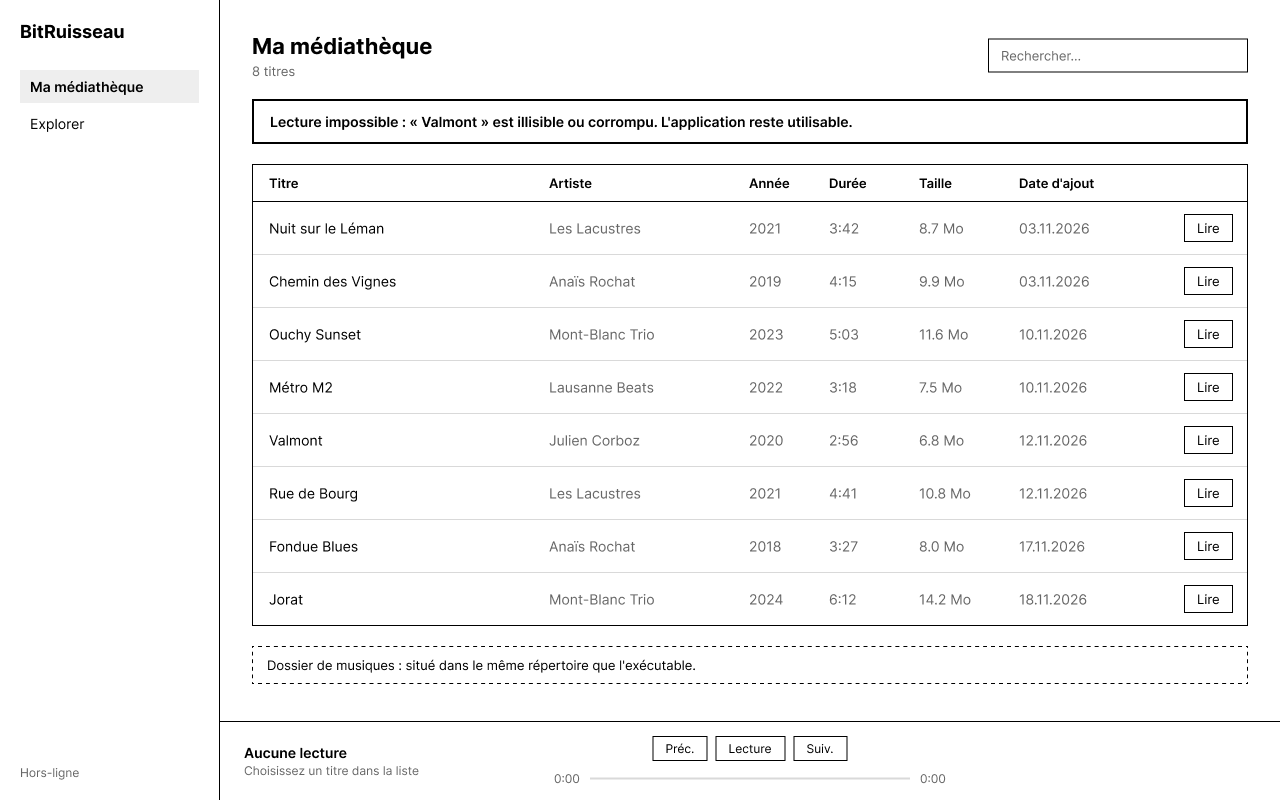 BitRuisseau
Ma médiathèque
Explorer
Hors-ligne
Ma médiathèque
8 titres
Rechercher...
Lecture impossible : « Valmont » est illisible ou corrompu. L'application reste utilisable.
Titre Artiste Année Durée Taille Date d'ajout
Nuit sur le Léman Les Lacustres 2021 3:42 8.7 Mo 03.11.2026 Lire
Chemin des Vignes Anaïs Rochat 2019 4:15 9.9 Mo 03.11.2026 Lire
Ouchy Sunset Mont-Blanc Trio 2023 5:03 11.6 Mo 10.11.2026 Lire
Métro M2 Lausanne Beats 2022 3:18 7.5 Mo 10.11.2026 Lire
Valmont Julien Corboz 2020 2:56 6.8 Mo 12.11.2026 Lire
Rue de Bourg Les Lacustres 2021 4:41 10.8 Mo 12.11.2026 Lire
Fondue Blues Anaïs Rochat 2018 3:27 8.0 Mo 17.11.2026 Lire
Jorat Mont-Blanc Trio 2024 6:12 14.2 Mo 18.11.2026 Lire
Dossier de musiques : situé dans le même répertoire que l'exécutable.
Aucune lecture
Choisissez un titre dans la liste
Préc. Lecture Suiv.
0:00 0:00